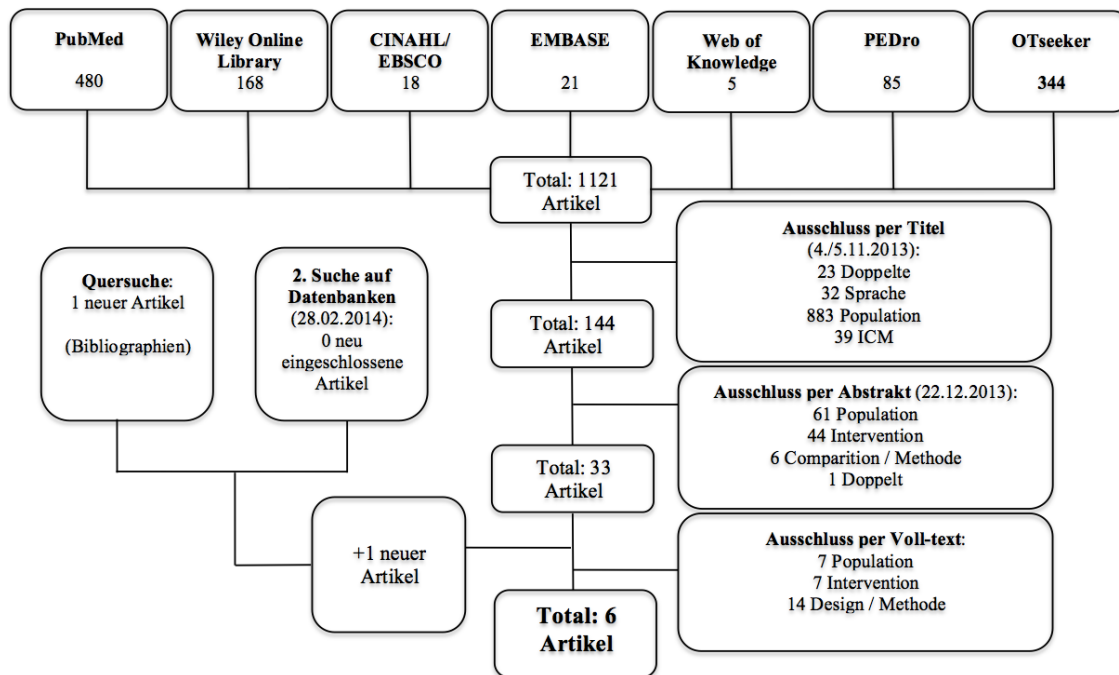 PubMed
480
Wiley Online
Library
168
CINAHL/
EBSCO
18
EMBASE
21
Web of
Knowledge
5
PEDro
85
OTseeker
344
Total: 1121
Artikel
Ausschluss per Titel
(4./5.11.2013):
23 Doppelte
32 Sprache
883 Population
39 ICM
Quersuche:
1 neuer Artikel
(Bibliographien)
2. Suche auf
Datenbanken
(28.02.2014):
0 neu
eingeschlossene
Artikel
Total: 144
Artikel
Ausschluss per Abstrakt (22.12.2013):
61 Population
44 Intervention
6 Comparition / Methode
1 Doppelt
Total: 33
Artikel
+1 neuer
Artikel
Ausschluss per Voll-text:
7 Population
7 Intervention
14 Design / Methode
Total: 6
Artikel